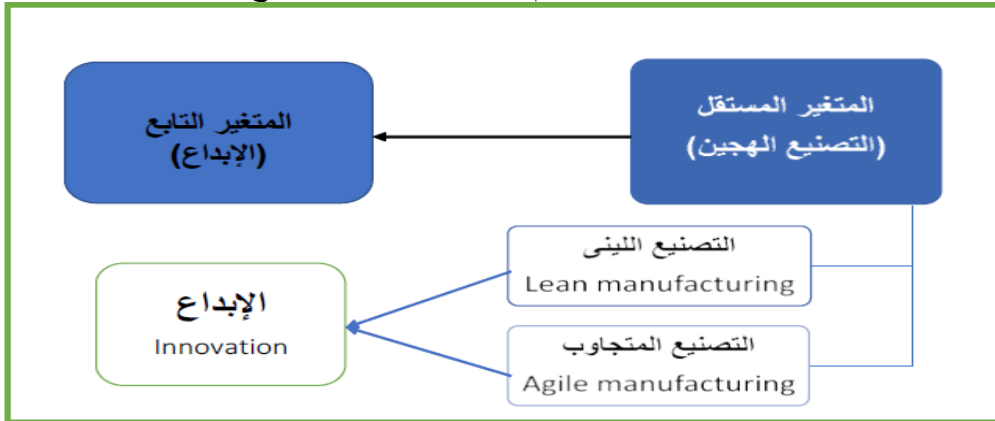 المتغير المستقل
(التصنيع الهجين)
المتغير التابع
(الإبداع)
التصنيع اللينى
Lean manufacturing
الإبداع
Innovation
التصنيع المتجاوب
Agile manufacturing